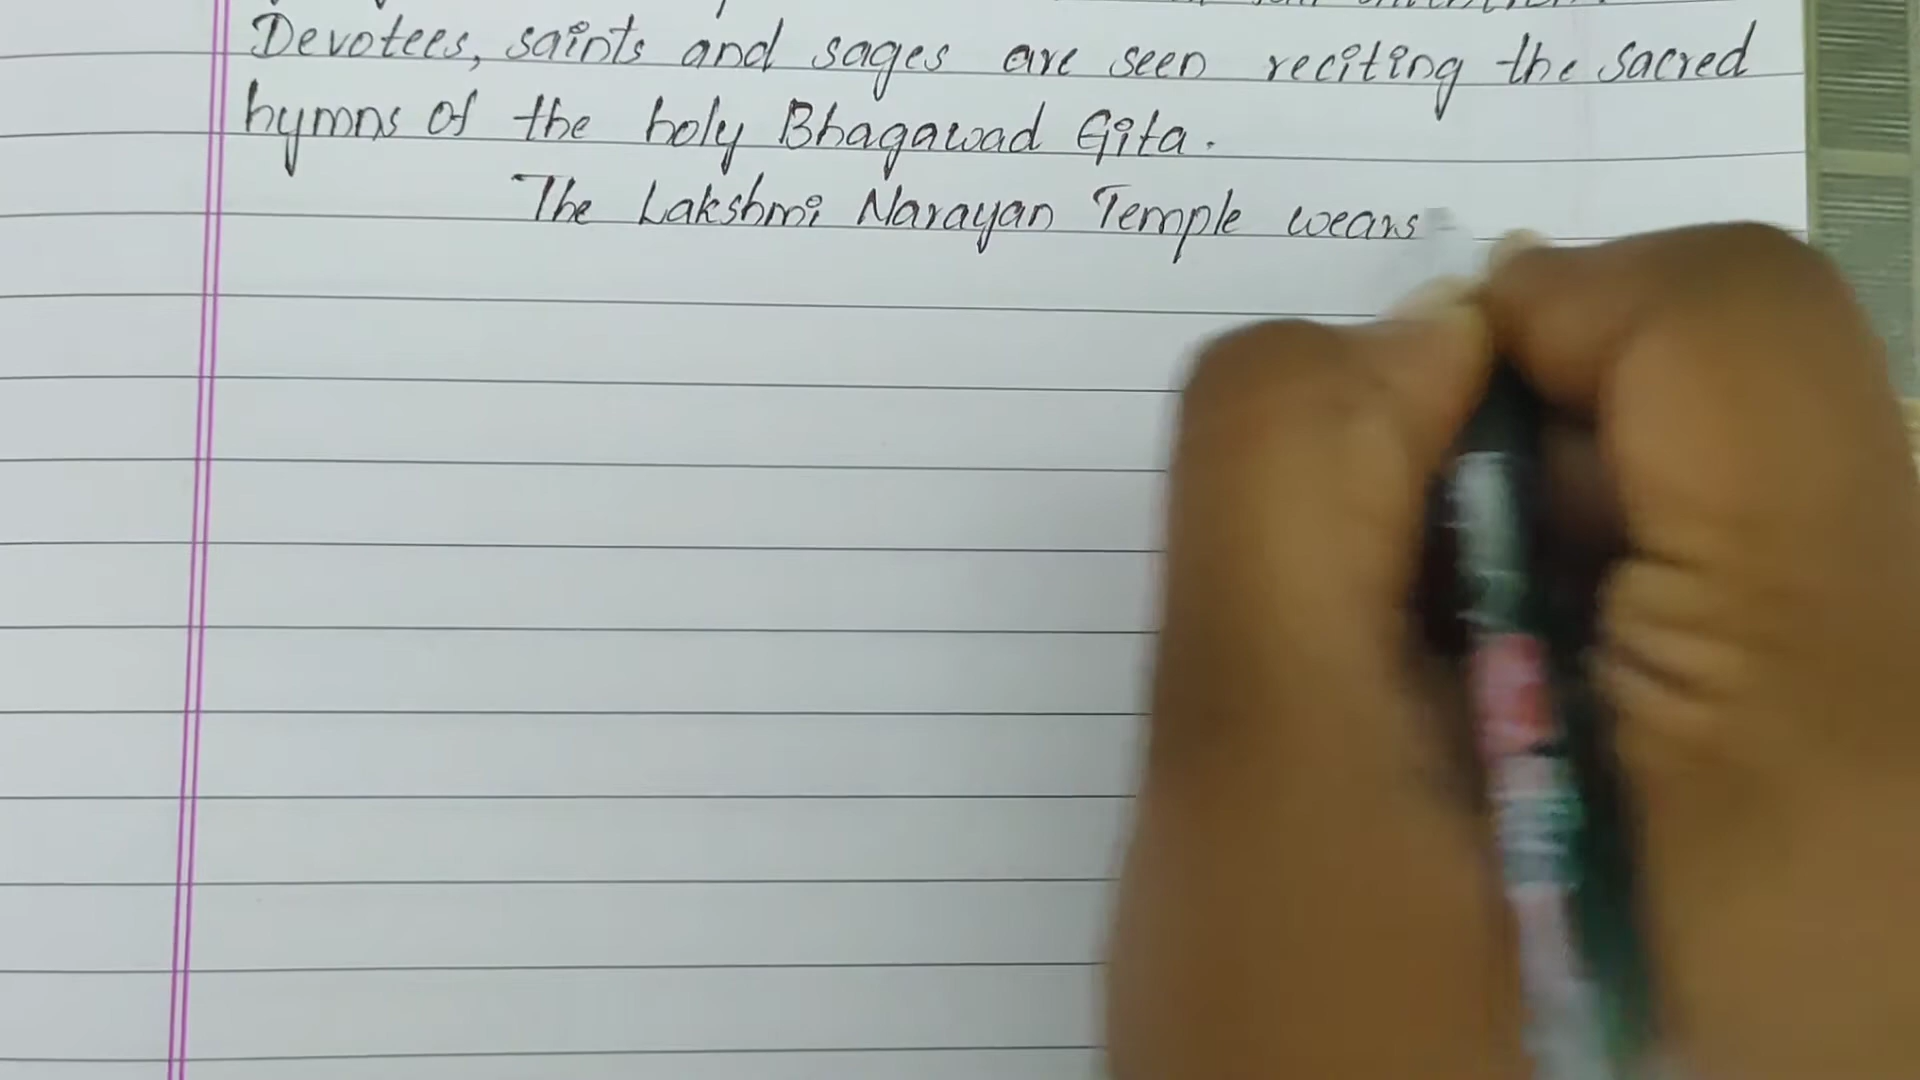 Devotees, saints and sages are seen reciting the sacred
hymns of the holy Bhagawad Gita.
The Lakshmi Narayan Temple wears